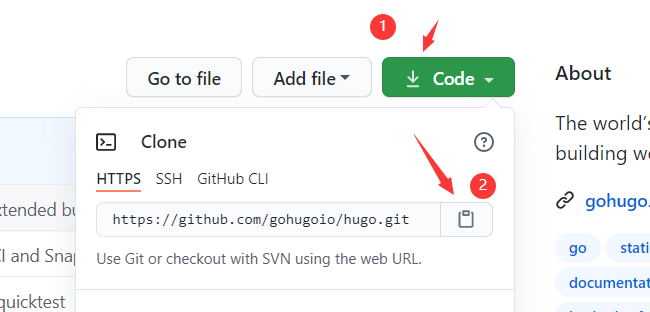 1
Go to file
Add file
Code
About
The world's
building we
gohugo.
go
stati
documentat
Clone
HTTPS
SSH
GitHub CLI
2
https://github.com/gohugoio/hugo.git
Use Git or checkout with SVN using the web URL.
xtended bu
CI and Snap
quicktest